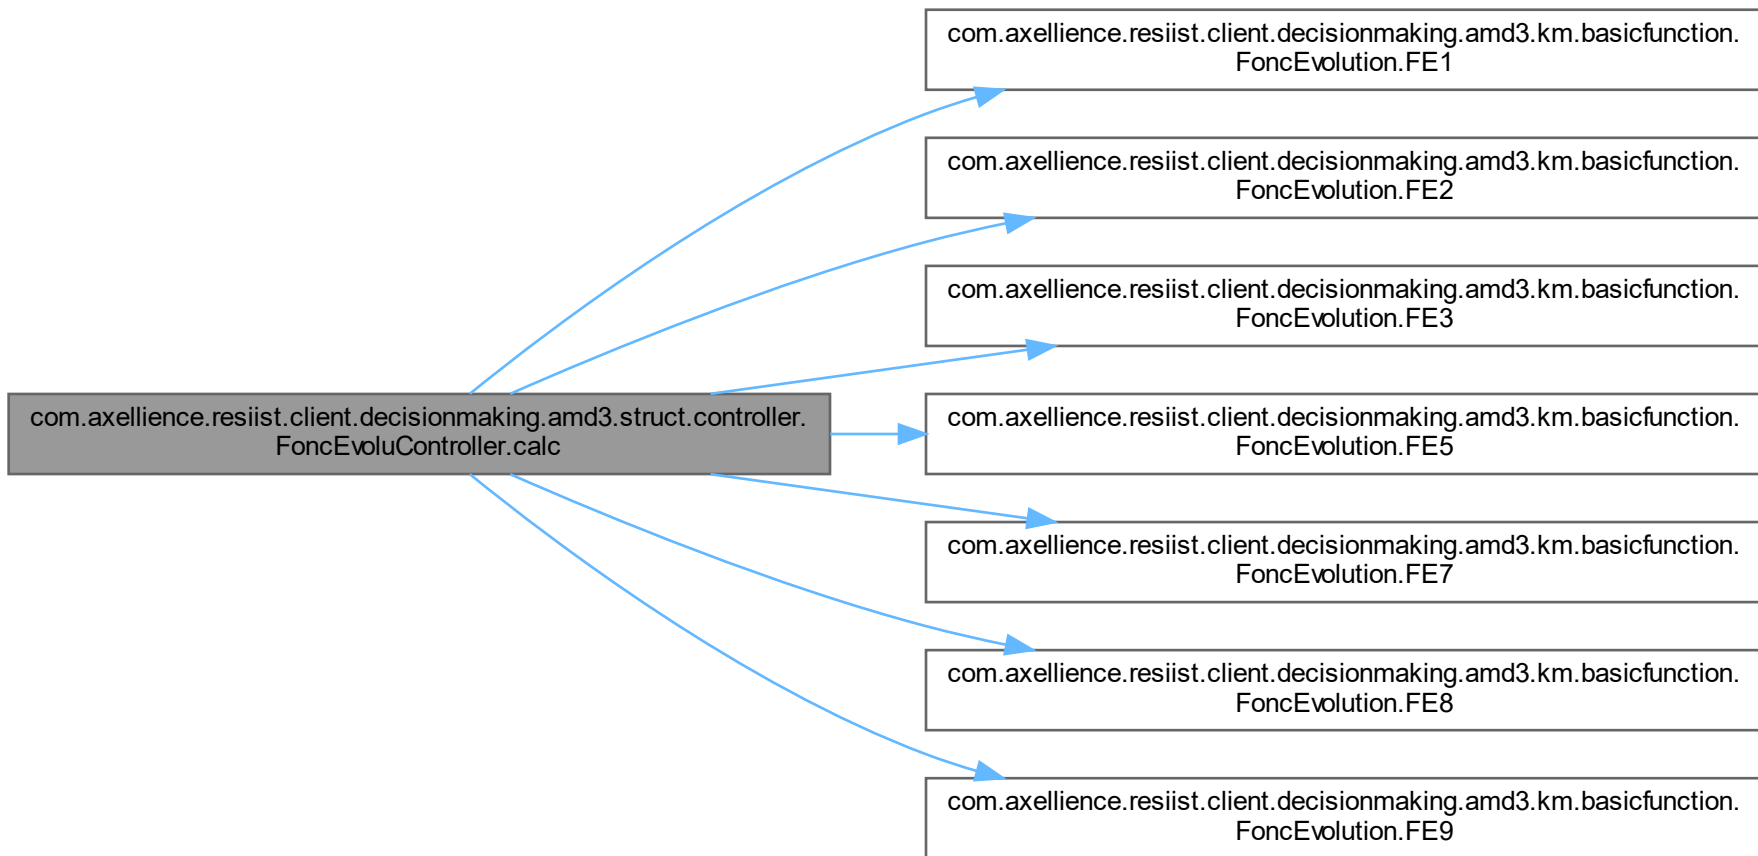 com.axellience.resiist.client.decisionmaking.amd3.km.basicfunction.
FoncEvolution.FE1
com.axellience.resiist.client.decisionmaking.amd3.km.basicfunction.
FoncEvolution.FE2
com.axellience.resiist.client.decisionmaking.amd3.km.basicfunction.
FoncEvolution.FE3
com.axellience.resiist.client.decisionmaking.amd3.struct.controller.
FoncEvoluController.calc
com.axellience.resiist.client.decisionmaking.amd3.km.basicfunction.
FoncEvolution.FE5
com.axellience.resiist.client.decisionmaking.amd3.km.basicfunction.
FoncEvolution.FE7
com.axellience.resiist.client.decisionmaking.amd3.km.basicfunction.
FoncEvolution.FE8
com.axellience.resiist.client.decisionmaking.amd3.km.basicfunction.
FoncEvolution.FE9